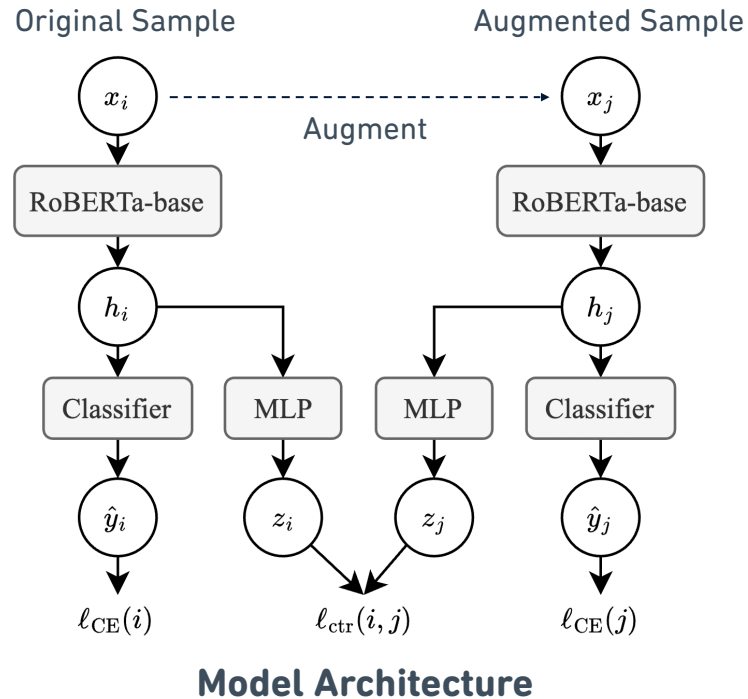 Original Sample
Augmented Sample
x_i
Augment
x_j
RoBERTa-base
RoBERTa-base
h_i
h_j
Classifier
MLP
MLP
Classifier
ŷ_i
z_i
z_j
ŷ_j
ℓ_CE(i)
ℓ_ctr(i, j)
ℓ_CE(j)
Model Architecture